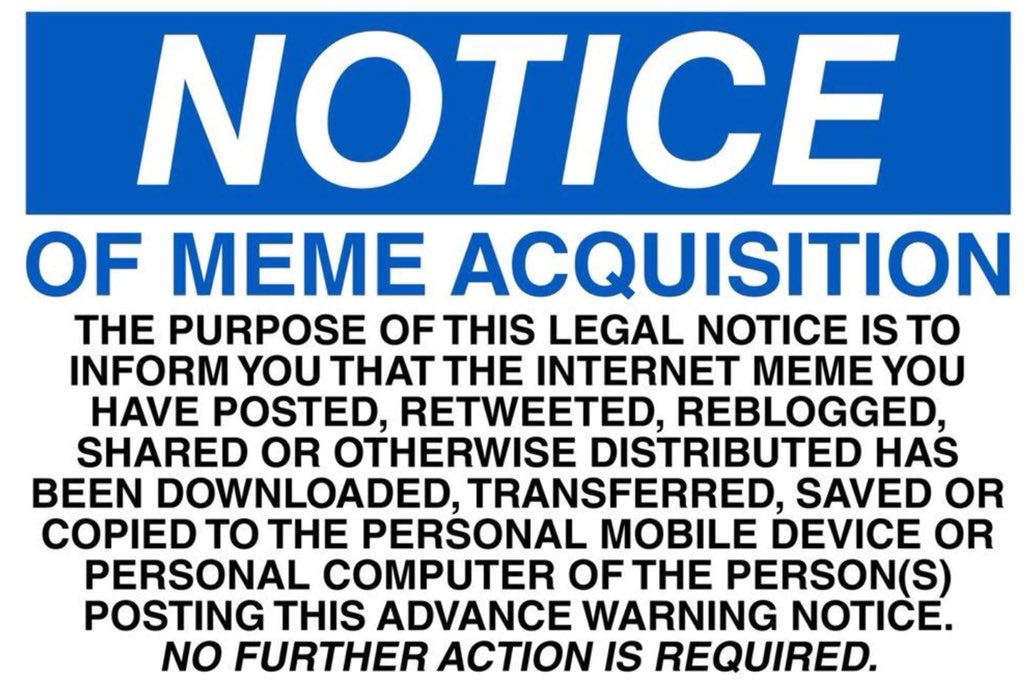 NOTICE
OF MEME ACQUISITION
THE PURPOSE OF THIS LEGAL NOTICE IS TO
INFORM YOU THAT THE INTERNET MEME YOU
HAVE POSTED, RETWEETED, REBLOGGED,
SHARED OR OTHERWISE DISTRIBUTED HAS
BEEN DOWNLOADED, TRANSFERRED, SAVED OR
COPIED TO THE PERSONAL MOBILE DEVICE OR
PERSONAL COMPUTER OF THE PERSON(S)
POSTING THIS ADVANCE WARNING NOTICE.
NO FURTHER ACTION IS REQUIRED.